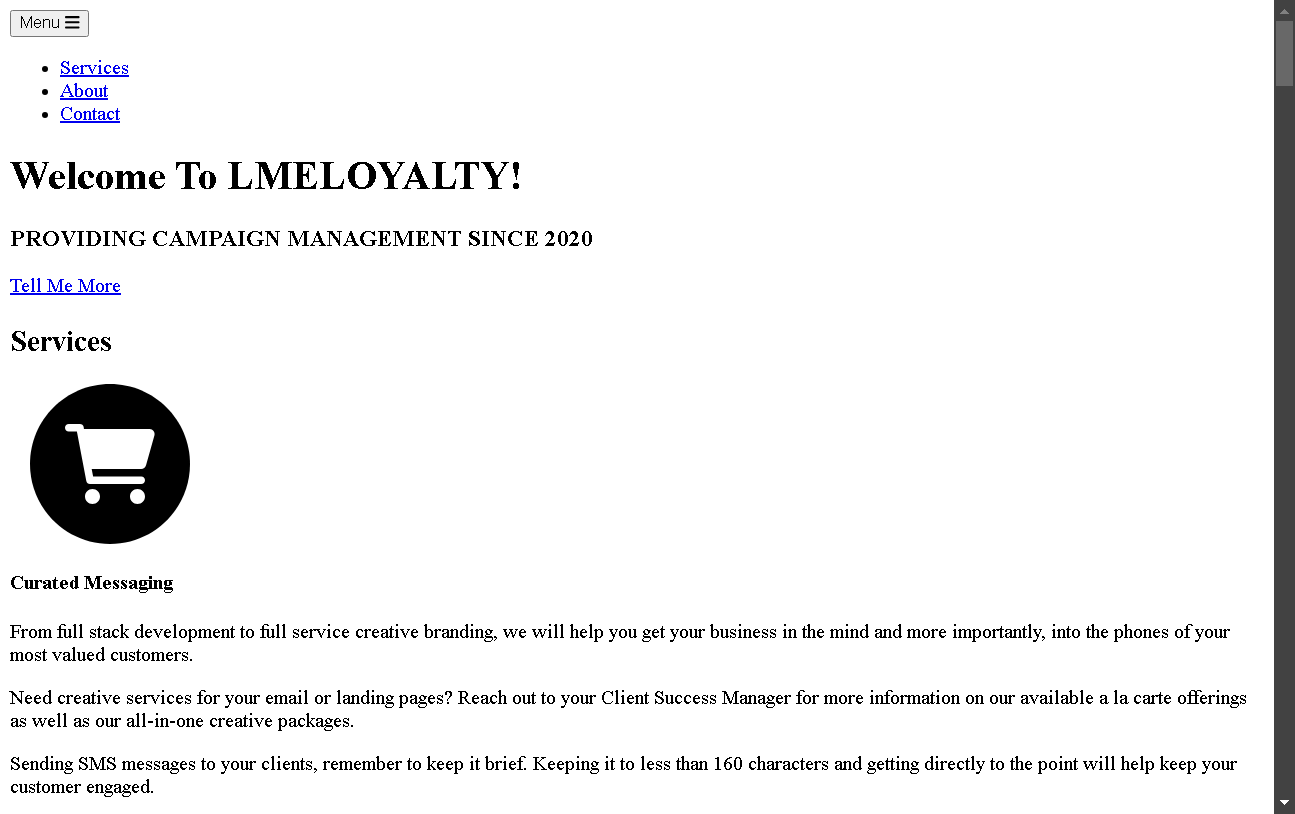 Menu
Services
About
Contact
Welcome To LMELOYALTY!
PROVIDING CAMPAIGN MANAGEMENT SINCE 2020
Tell Me More
Services
Curated Messaging
From full stack development to full service creative branding, we will help you get your business in the mind and more importantly, into the phones of your
most valued customers.
Need creative services for your email or landing pages? Reach out to your Client Success Manager for more information on our available a la carte offerings
as well as our all-in-one creative packages.
Sending SMS messages to your clients, remember to keep it brief. Keeping it to less than 160 characters and getting directly to the point will help keep your
customer engaged.